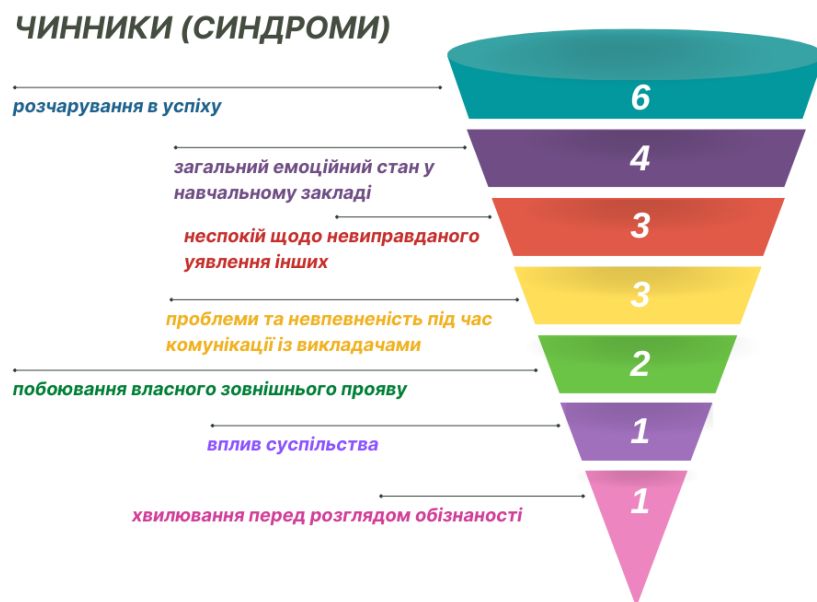 ЧИННИКИ (СИНДРОМИ)
розчарування в успіху
6
загальний емоційний стан у
навчальному закладі
4
неспокій щодо невиправданого
уявлення інших
3
проблеми та невпевненість під час
комунікації із викладачами
3
побоювання власного зовнішнього прояву
2
вплив суспільства
1
хвилювання перед розглядом обізнаності
1